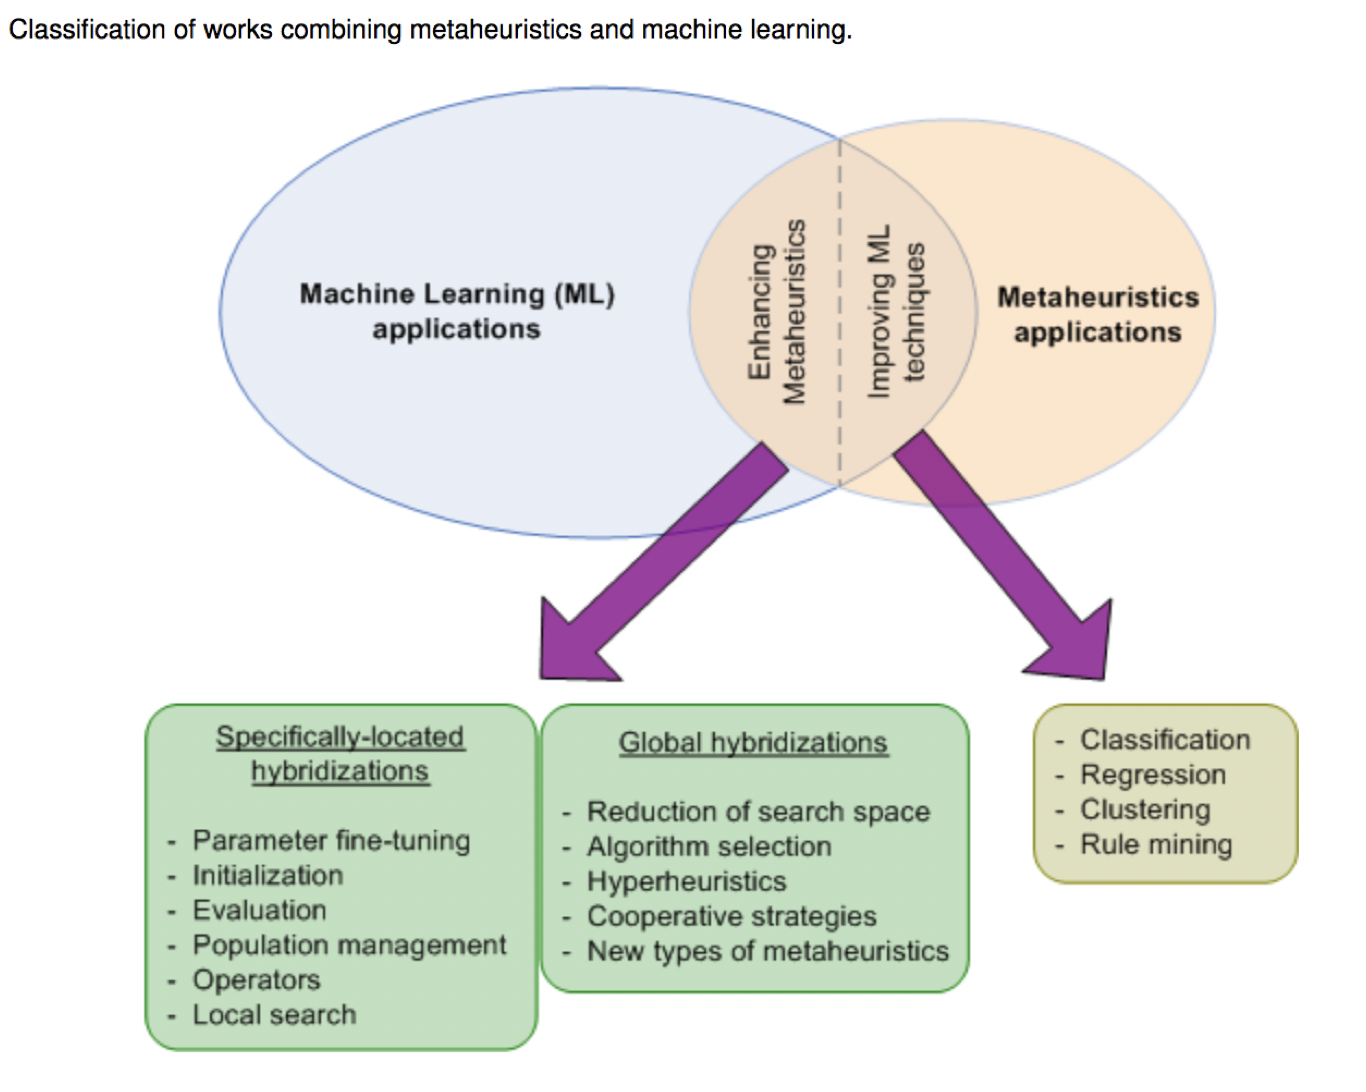 Classification of works combining metaheuristics and machine learning.
Machine Learning (ML)
applications
Enhancing
Metaheuristics
Improving ML
techniques
Metaheuristics
applications
Specifically-located
hybridizations
- Parameter fine-tuning
- Initialization
- Evaluation
- Population management
- Operators
- Local search
Global hybridizations
- Reduction of search space
- Algorithm selection
- Hyperheuristics
- Cooperative strategies
- New types of metaheuristics
- Classification
- Regression
- Clustering
- Rule mining